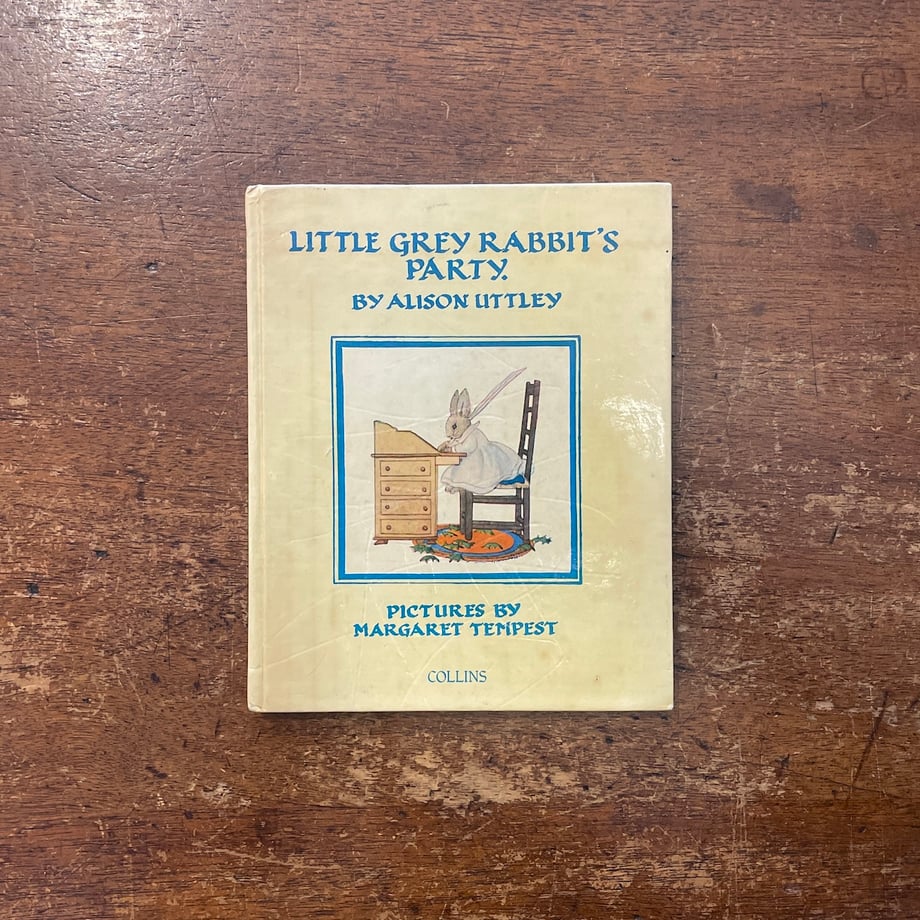 LITTLE GREY RABBIT'S
PARTY.
BY ALISON UTTLEY
PICTURES BY
MARGARET TEMPEST
COLLINS